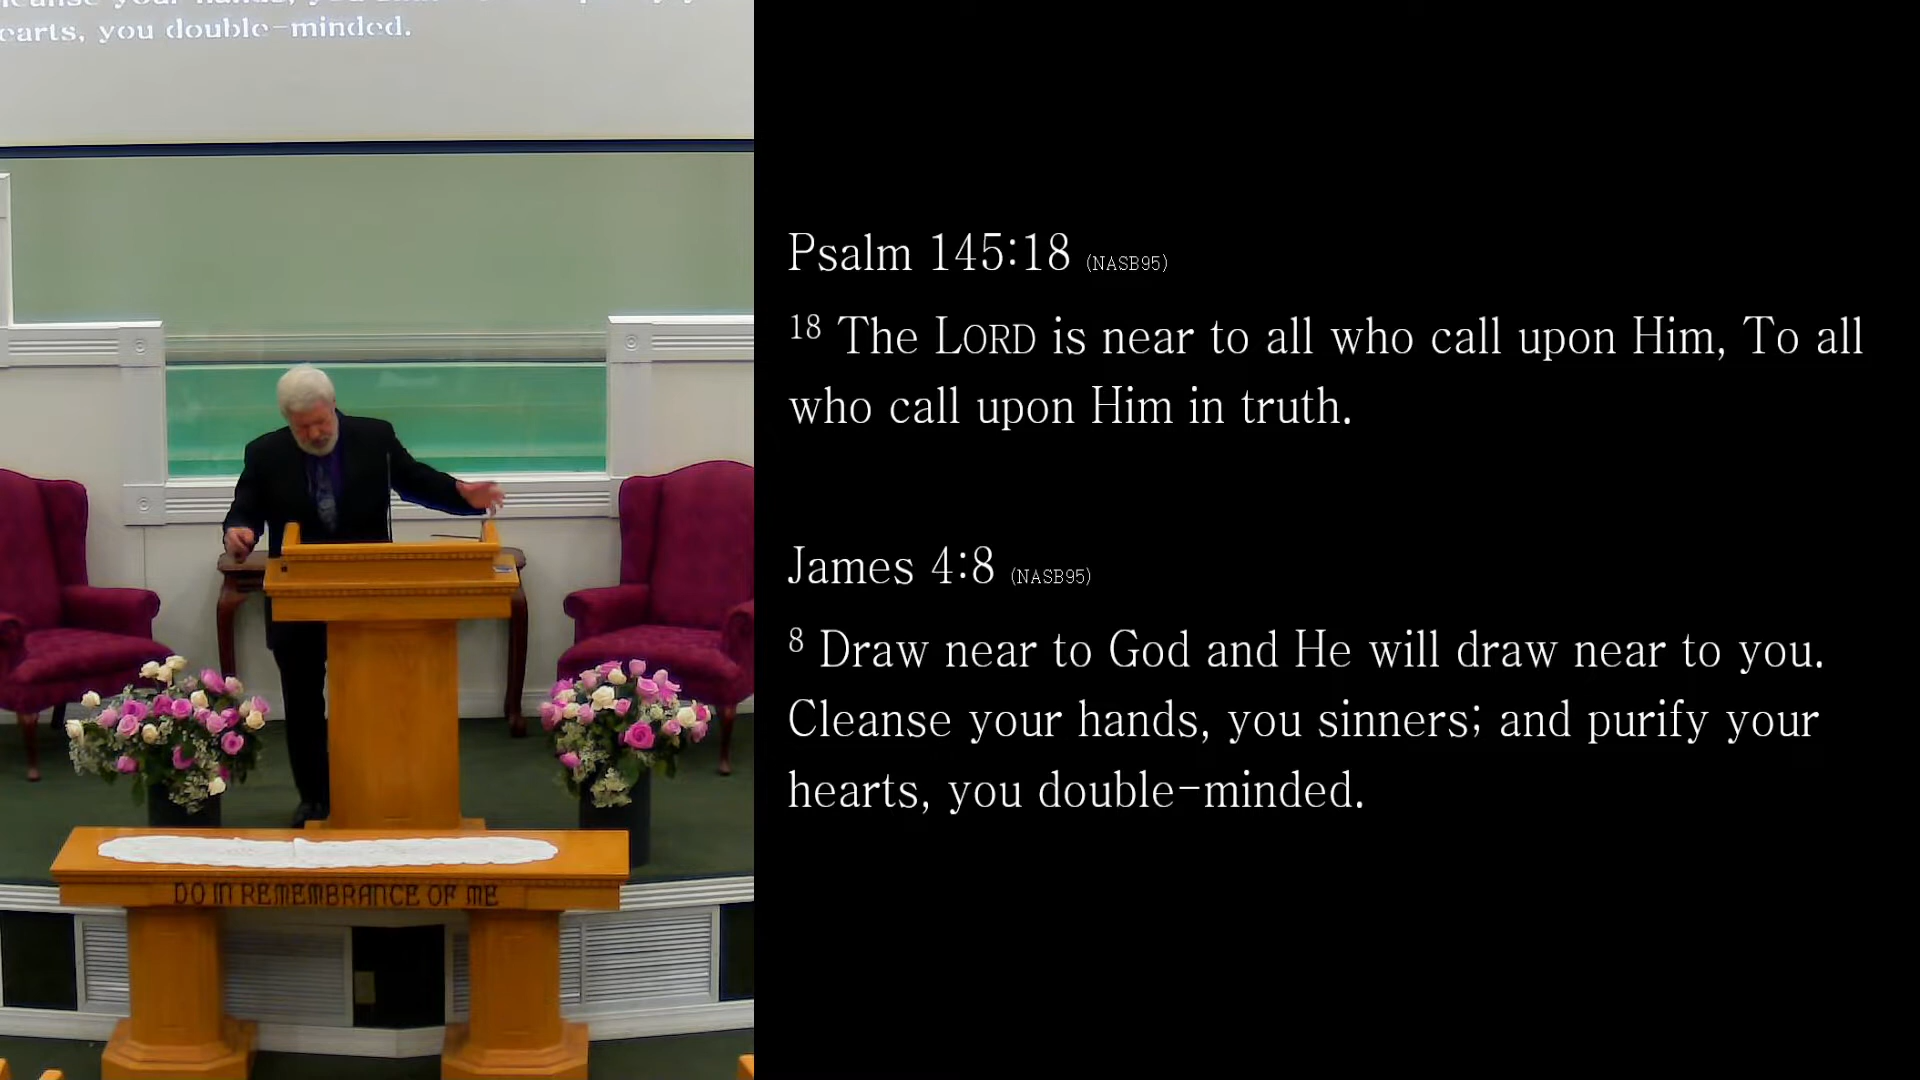 hearts, you double-minded.
DO IN REMEMBRANCE OF ME
Psalm 145:18 (NASB95)
18 The LORD is near to all who call upon Him, To all
who call upon Him in truth.
James 4:8 (NASB95)
8 Draw near to God and He will draw near to you.
Cleanse your hands, you sinners; and purify your
hearts, you double-minded.